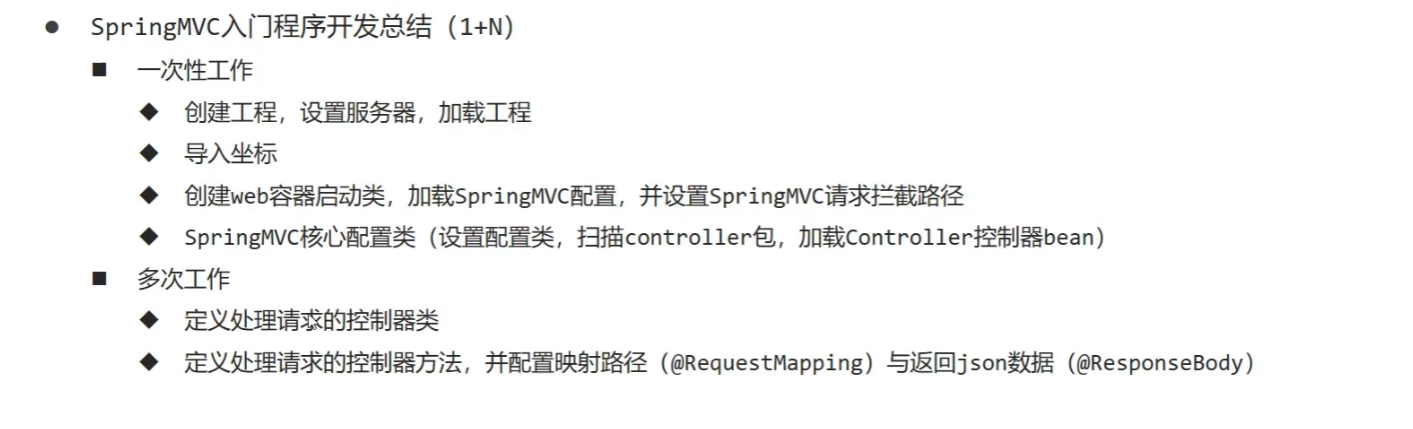 SpringMVC入门程序开发总结（1+N）
一次性工作
创建工程，设置服务器，加载工程
导入坐标
创建web容器启动类，加载SpringMVC配置，并设置SpringMVC请求拦截路径
SpringMVC核心配置类（设置配置类，扫描controller包，加载Controller控制器bean）
多次工作
定义处理请求的控制器类
定义处理请求的控制器方法，并配置映射路径（@RequestMapping）与返回json数据（@ResponseBody）